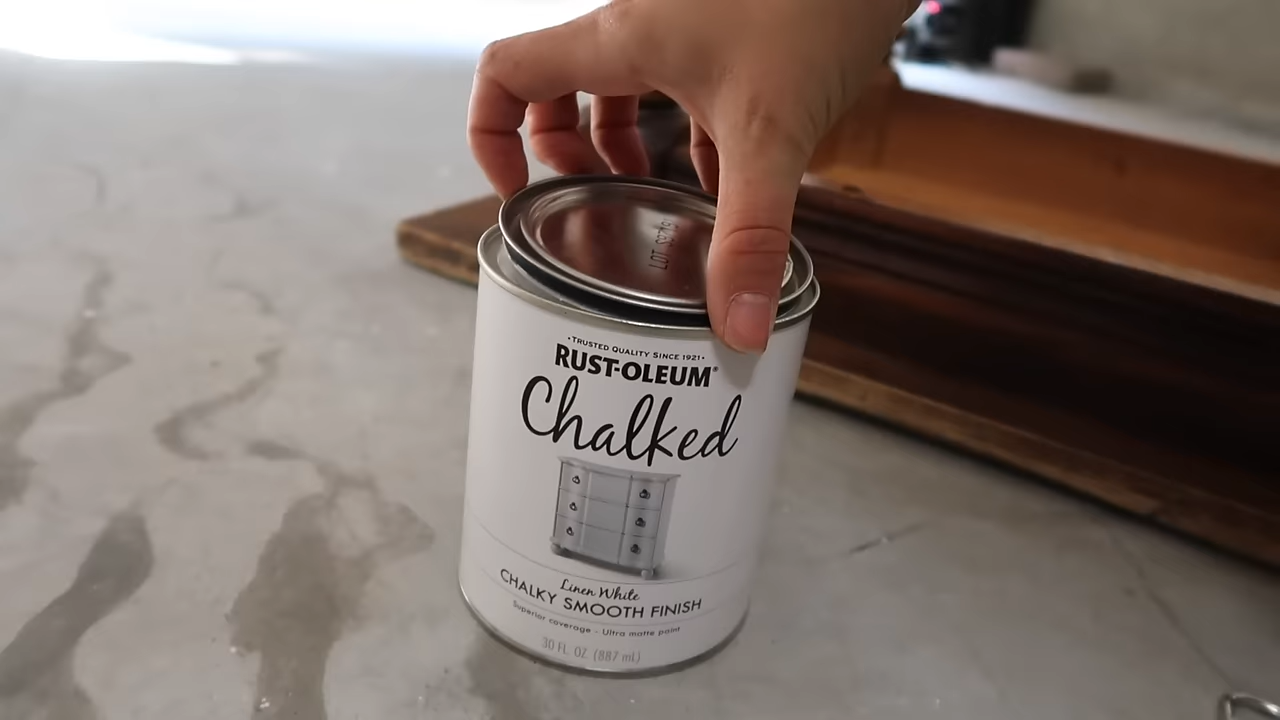 ·TRUSTED QUALITY SINCE 1921·
RUST-OLEUM®
Chalked
Linen White
CHALKY SMOOTH FINISH
Superior coverage - Ultra matte paint
30 FL. OZ. (887 mL)
LOT